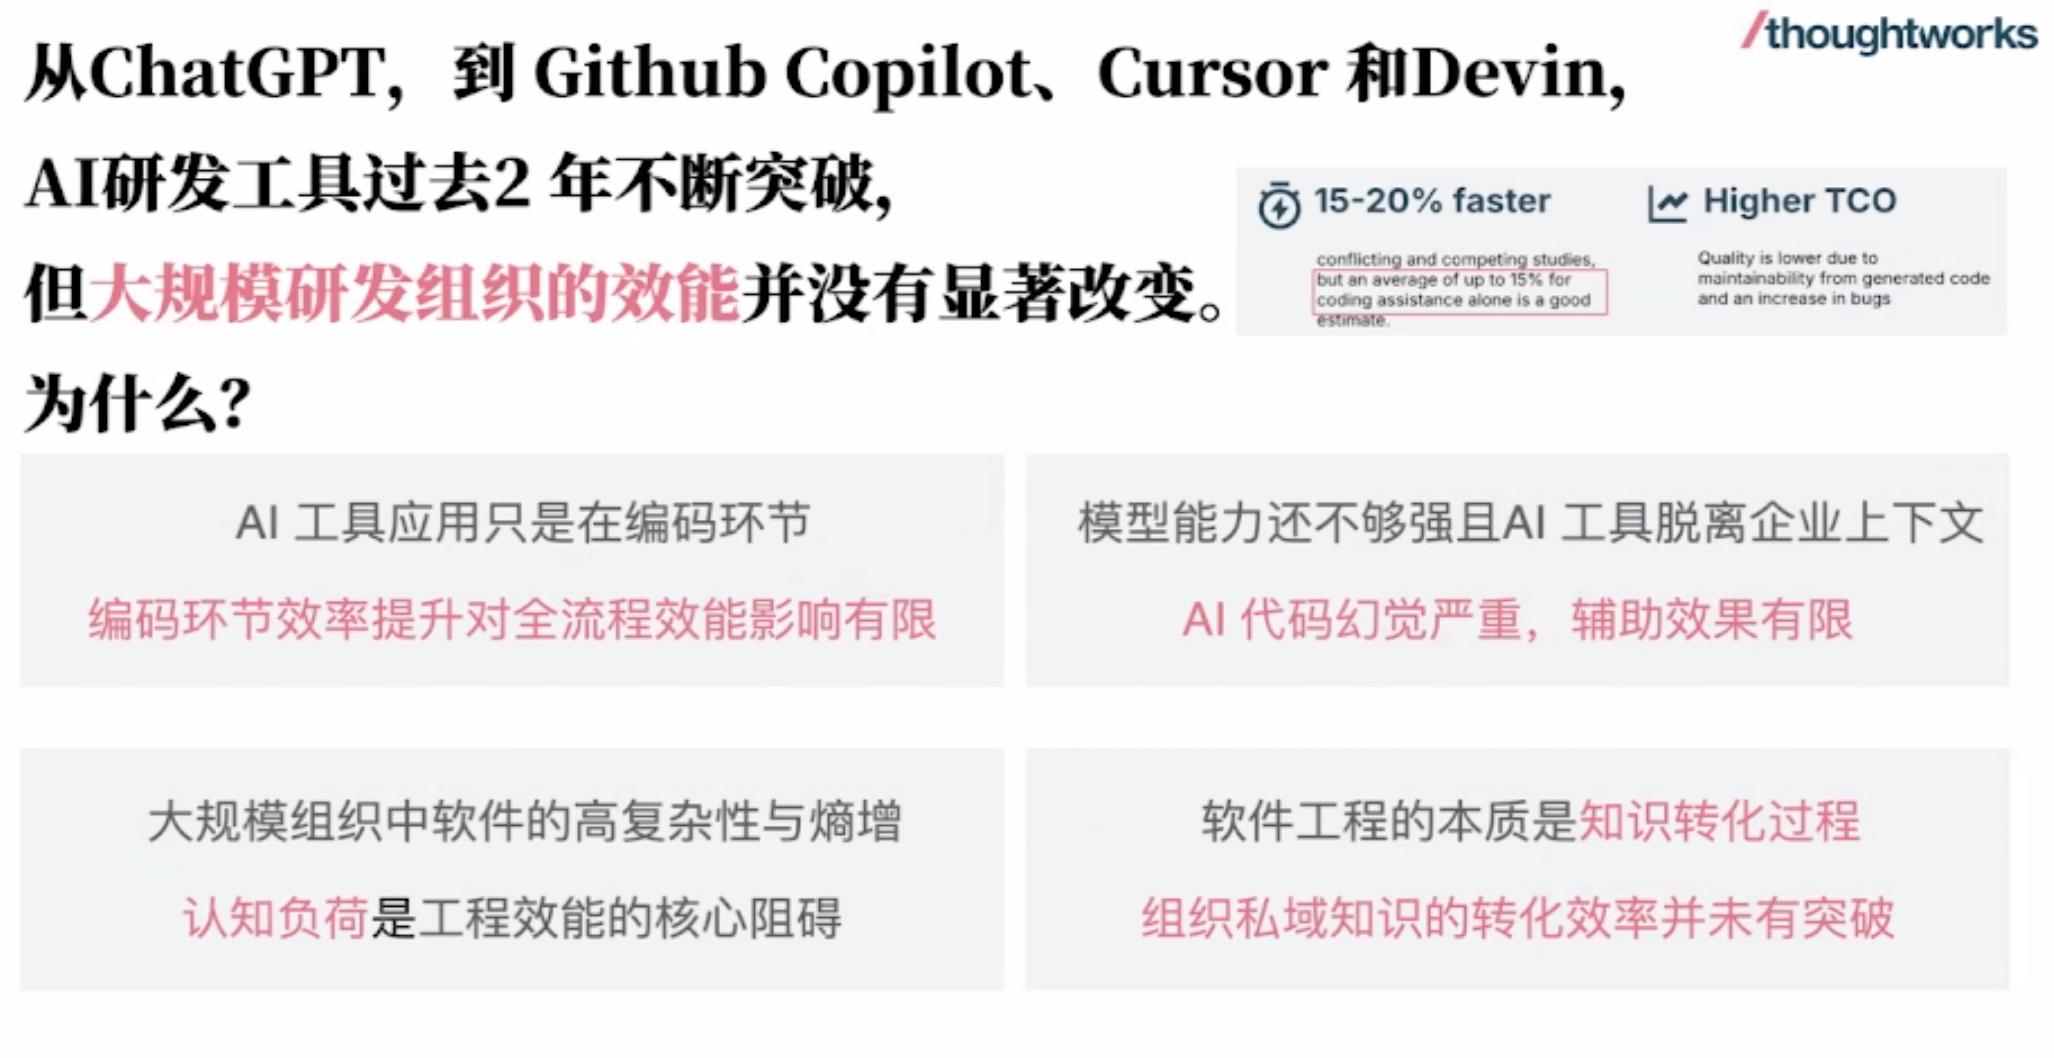 /thoughtworks
从ChatGPT，到 Github Copilot、Cursor 和Devin,
AI研发工具过去2 年不断突破,
但大规模研发组织的效能并没有显著改变。
为什么？
15-20% faster
conflicting and competing studies,
but an average of up to 15% for
coding assistance alone is a good
estimate.
Higher TCO
Quality is lower due to
maintainability from generated code
and an increase in bugs
AI 工具应用只是在编码环节
编码环节效率提升对全流程效能影响有限
模型能力还不够强且AI 工具脱离企业上下文
AI 代码幻觉严重，辅助效果有限
大规模组织中软件的高复杂性与熵增
认知负荷是工程效能的核心阻碍
软件工程的本质是知识转化过程
组织私域知识的转化效率并未有突破